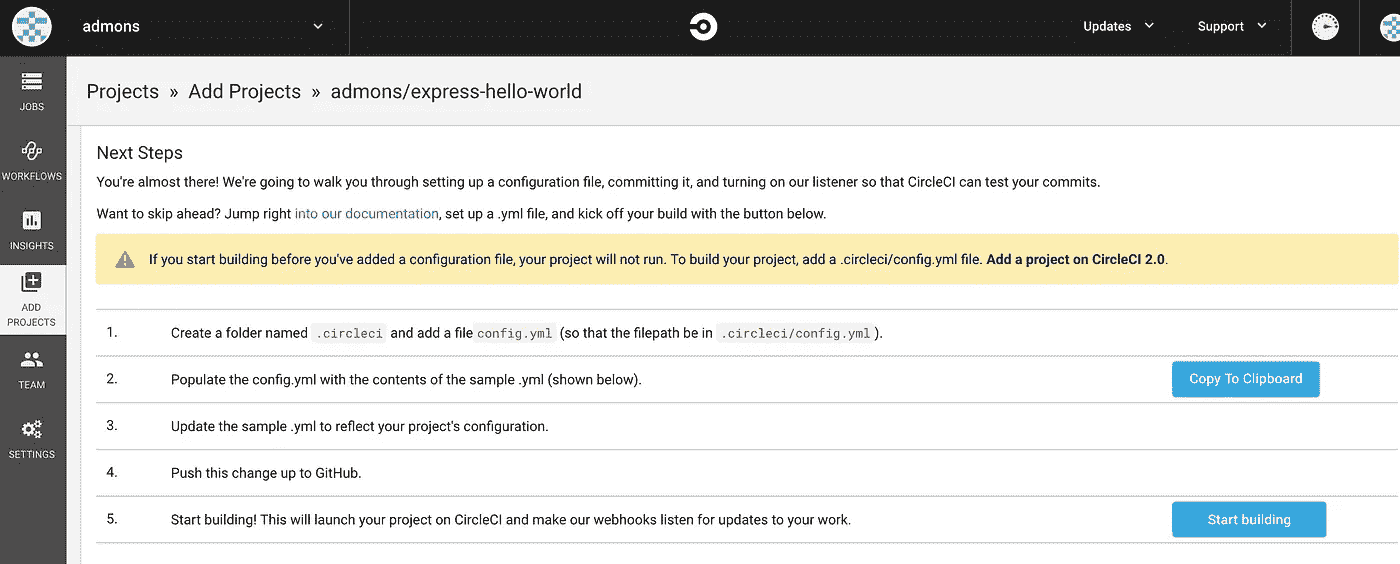 admons
Updates
Support
JOBS
WORKFLOWS
INSIGHTS
ADD
PROJECTS
TEAM
SETTINGS
Projects » Add Projects » admons/express-hello-world
Next Steps
You're almost there! We're going to walk you through setting up a configuration file, committing it, and turning on our listener so that CircleCI can test your commits.
Want to skip ahead? Jump right into our documentation, set up a .yml file, and kick off your build with the button below.
If you start building before you've added a configuration file, your project will not run. To build your project, add a .circleci/config.yml file. Add a project on CircleCI 2.0.
1. Create a folder named .circleci and add a file config.yml (so that the filepath be in .circleci/config.yml ).
2. Populate the config.yml with the contents of the sample .yml (shown below). Copy To Clipboard
3. Update the sample .yml to reflect your project's configuration.
4. Push this change up to GitHub.
5. Start building! This will launch your project on CircleCI and make our webhooks listen for updates to your work. Start building